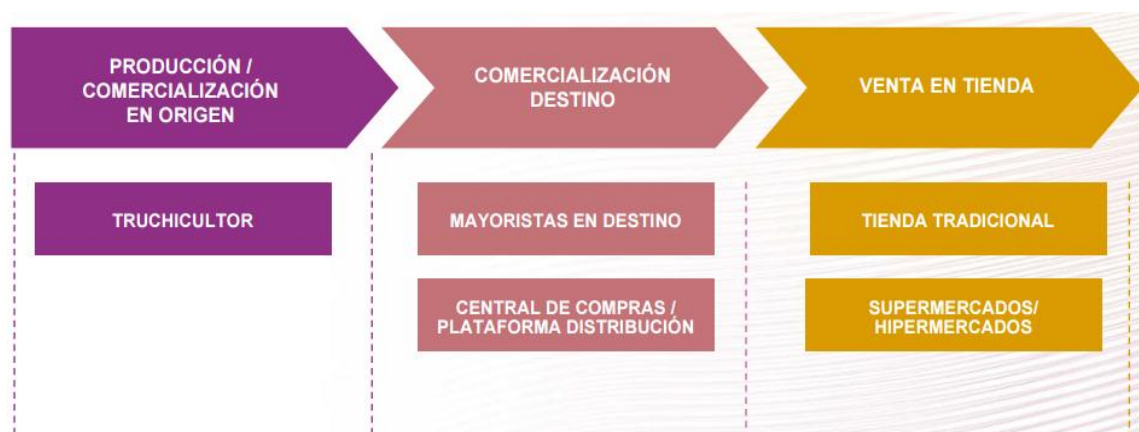 PRODUCCIÓN /
COMERCIALIZACIÓN
EN ORIGEN
COMERCIALIZACIÓN
DESTINO
VENTA EN TIENDA
TRUCHICULTOR
MAYORISTAS EN DESTINO
TIENDA TRADICIONAL
CENTRAL DE COMPRAS /
PLATAFORMA DISTRIBUCIÓN
SUPERMERCADOS/
HIPERMERCADOS